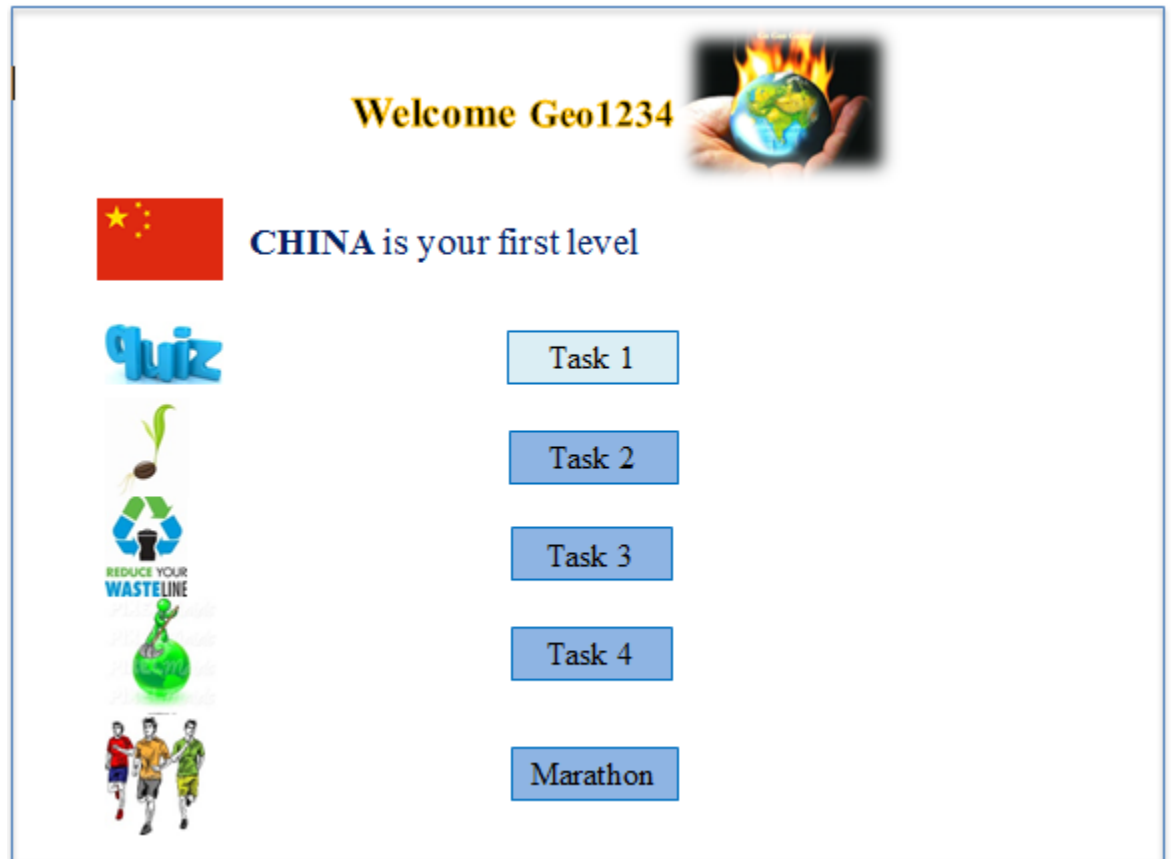 Welcome Geo1234
CHINA is your first level
quiz
Task 1
Task 2
REDUCE YOUR
WASTELINE
Task 3
Task 4
Marathon